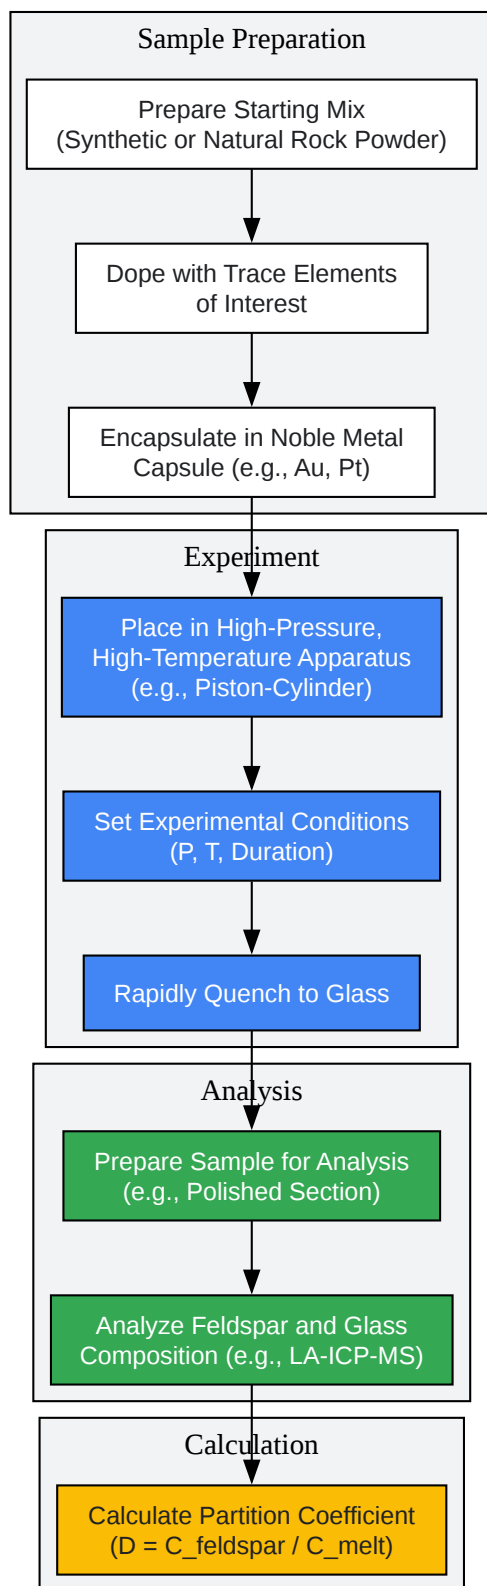 Sample Preparation
Prepare Starting Mix
(Synthetic or Natural Rock Powder)
Dope with Trace Elements
of Interest
Encapsulate in Noble Metal
Capsule (e.g., Au, Pt)
Experiment
Place in High-Pressure,
High-Temperature Apparatus
(e.g., Piston-Cylinder)
Set Experimental Conditions
(P, T, Duration)
Rapidly Quench to Glass
Analysis
Prepare Sample for Analysis
(e.g., Polished Section)
Analyze Feldspar and Glass
Composition (e.g., LA-ICP-MS)
Calculation
Calculate Partition Coefficient
(D = C_feldspar / C_melt)